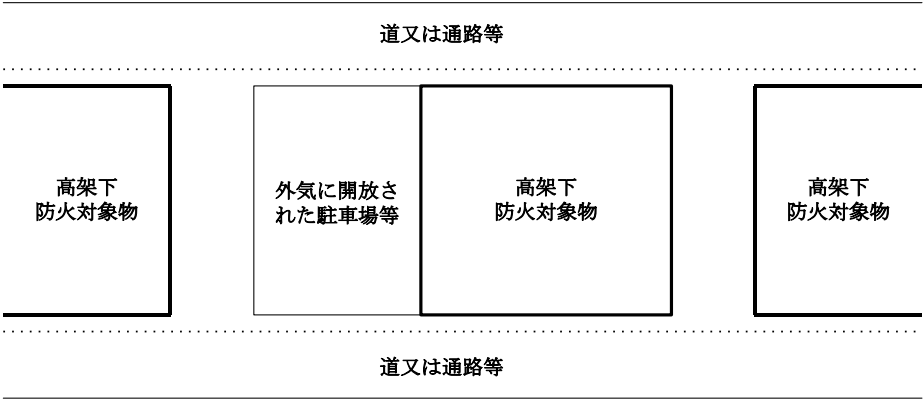 道又は通路等
高架下
防火対象物
外気に開放さ
れた駐車場等
高架下
防火対象物
高架下
防火対象物
道又は通路等